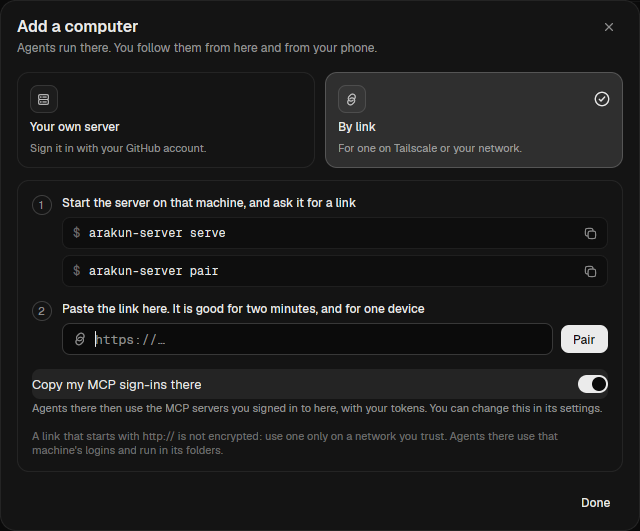 Add a computer
Agents run there. You follow them from here and from your phone.
Your own server
Sign it in with your GitHub account.
By link
For one on Tailscale or your network.
1
Start the server on that machine, and ask it for a link
$ arakun-server serve
$ arakun-server pair
2
Paste the link here. It is good for two minutes, and for one device
https://…
Pair
Copy my MCP sign-ins there
Agents there then use the MCP servers you signed in to here, with your tokens. You can change this in its settings.
A link that starts with http:// is not encrypted: use one only on a network you trust. Agents there use that
machine's logins and run in its folders.
Done